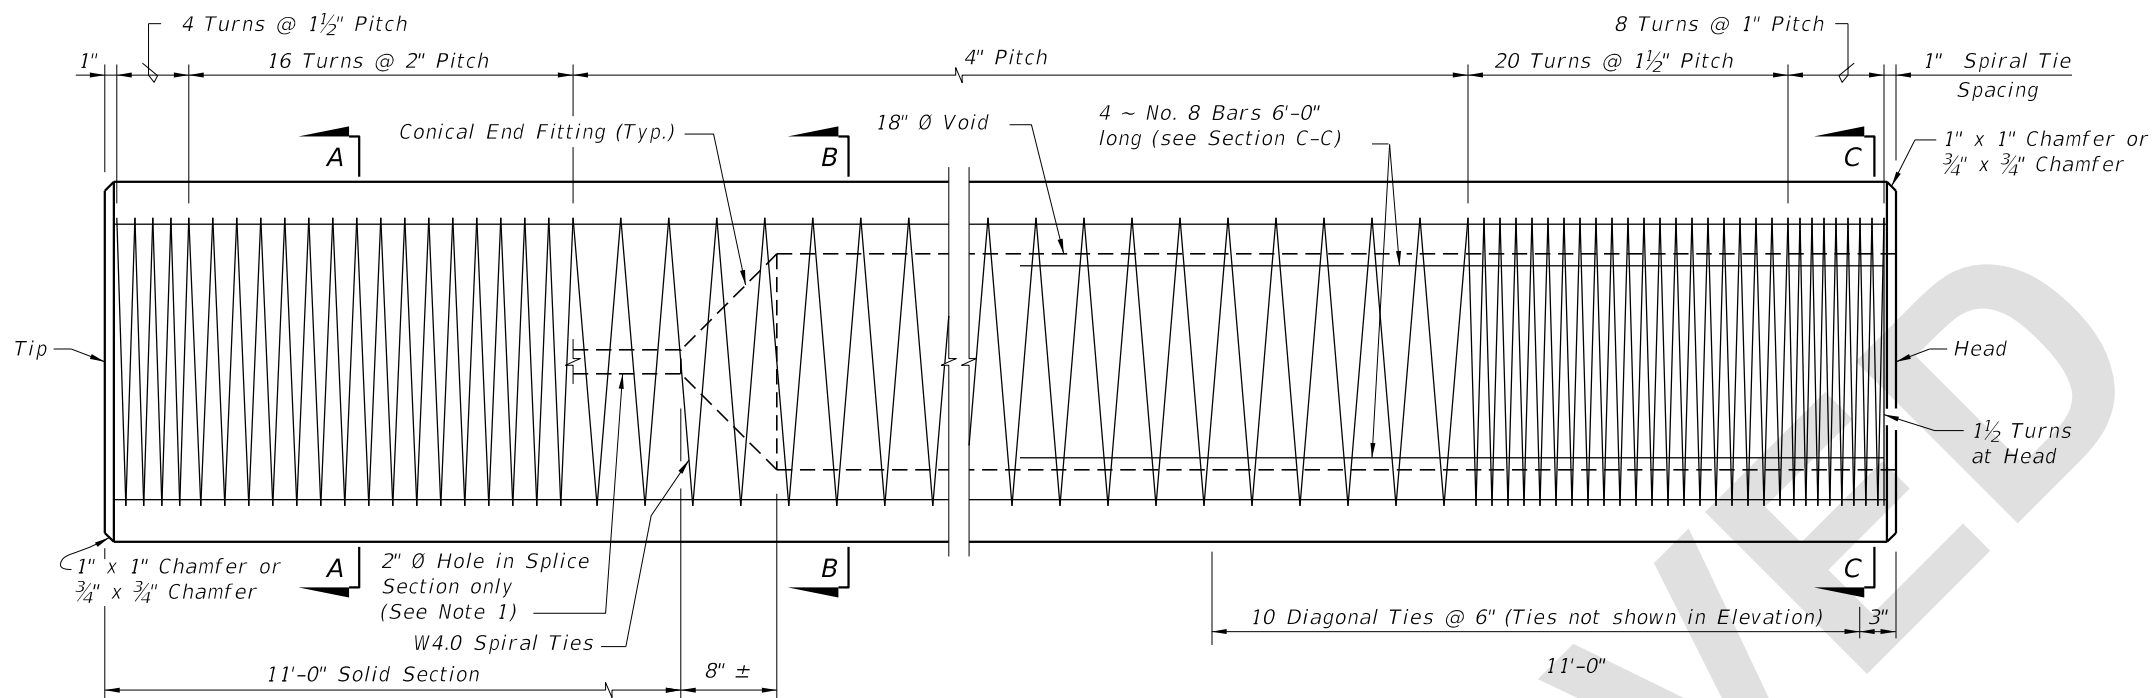 4 Turns @ 1½" Pitch
8 Turns @ 1" Pitch
1"
16 Turns @ 2" Pitch
4" Pitch
20 Turns @ 1½" Pitch
1" Spiral Tie
Spacing
Conical End Fitting (Typ.)
18" Ø Void
4 ~ No. 8 Bars 6'-0"
long (see Section C-C)
1" x 1" Chamfer or
¾" x ¾" Chamfer
A
B
C
Tip
Head
1½ Turns
at Head
1" x 1" Chamfer or
¾" x ¾" Chamfer
A
2" Ø Hole in Splice
Section only
(See Note 1)
B
C
W4.0 Spiral Ties
10 Diagonal Ties @ 6" (Ties not shown in Elevation)
3"
11'-0" Solid Section
8" ±
11'-0"
VED